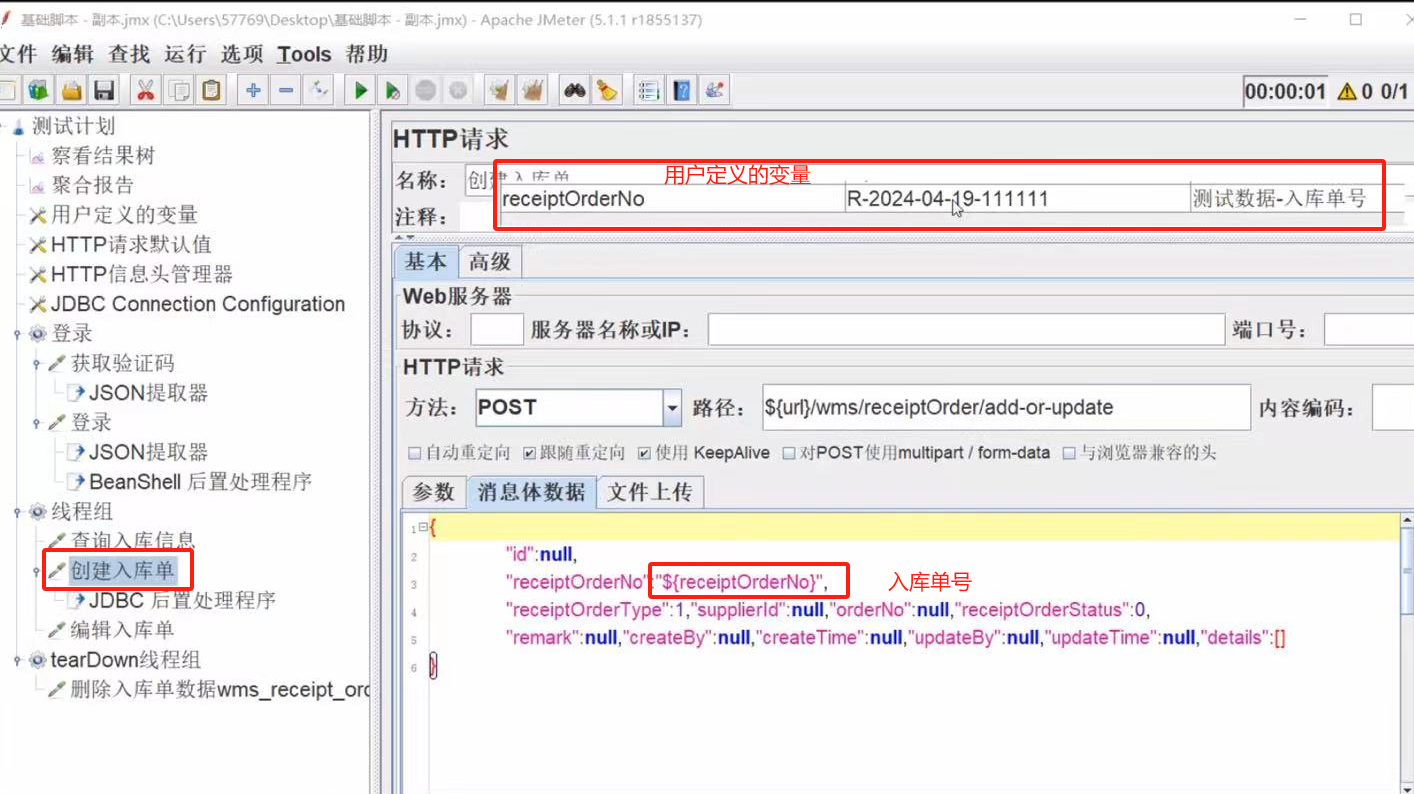 基础脚本 - 副本.jmx (C:\Users\57769\Desktop\基础脚本 - 副本.jmx) - Apache JMeter (5.1.1 r1855137)
文件 编辑 查找 运行 选项 Tools 帮助
00:00:01 0 0/1
测试计划
察看结果树
聚合报告
用户定义的变量
HTTP请求默认值
HTTP信息头管理器
JDBC Connection Configuration
登录
获取验证码
JSON提取器
登录
JSON提取器
BeanShell 后置处理程序
线程组
查询入库信息
创建入库单
JDBC 后置处理程序
编辑入库单
tearDown线程组
删除入库单数据wms_receipt_orc
HTTP请求
名称： 创建入库单
用户定义的变量
receiptOrderNo R-2024-04-19-111111 测试数据-入库单号
注释：
基本 高级
Web服务器
协议： 服务器名称或IP： 端口号：
HTTP请求
方法： POST 路径： ${url}/wms/receiptOrder/add-or-update 内容编码：
自动重定向 跟随重定向 使用 KeepAlive 对POST使用multipart / form-data 与浏览器兼容的头
参数 消息体数据 文件上传
1 {
2 "id":null,
3 "receiptOrderNo":"${receiptOrderNo}", 入库单号
4 "receiptOrderType":1,"supplierId":null,"orderNo":null,"receiptOrderStatus":0,
5 "remark":null,"createBy":null,"createTime":null,"updateBy":null,"updateTime":null,"details":[]
6 }